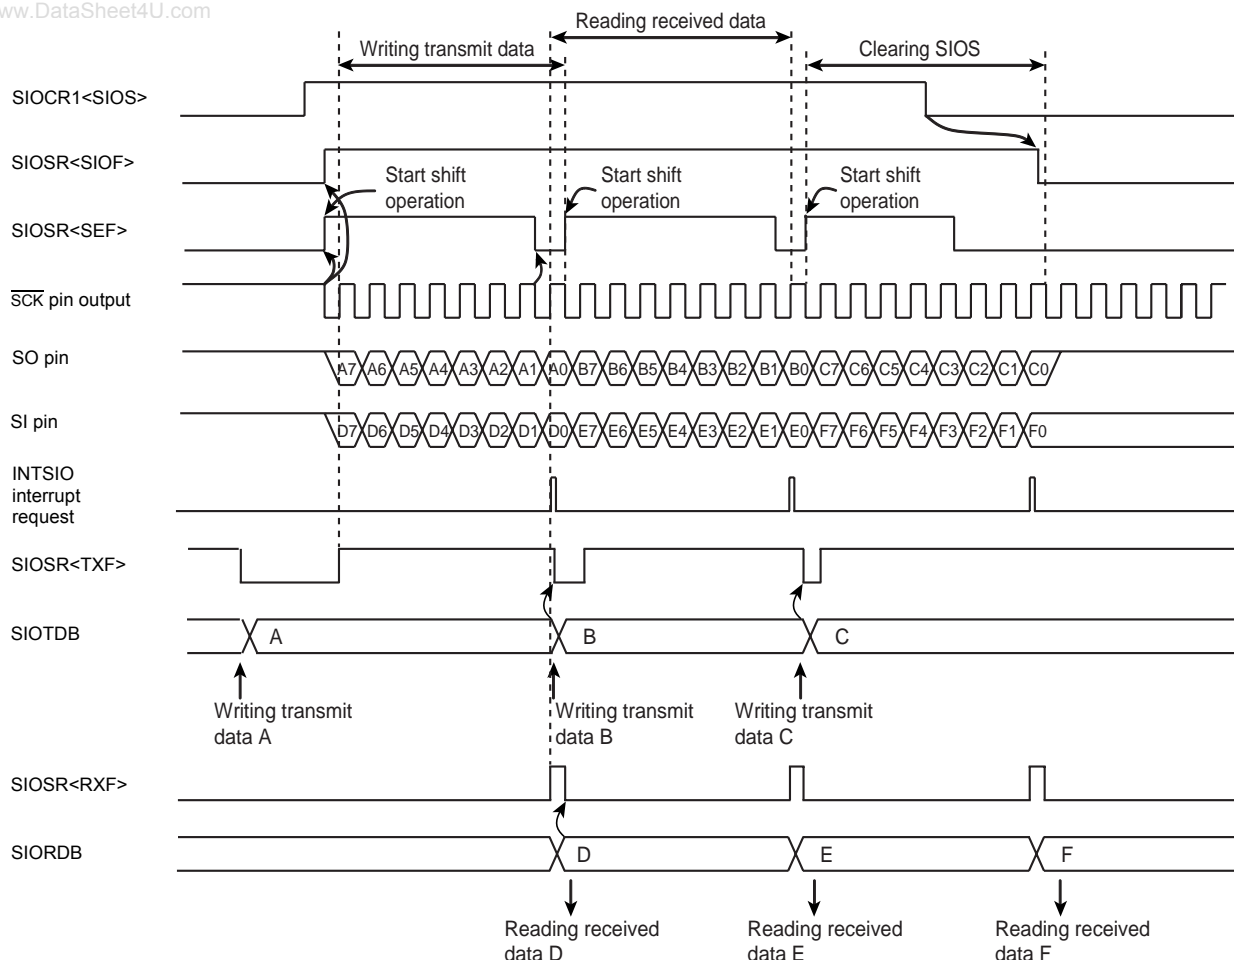 www.DataSheet4U.com
Reading received data
Writing transmit data
Clearing SIOS
SIOCR1<SIOS>
SIOSR<SIOF>
Start shift
operation
Start shift
operation
Start shift
operation
SIOSR<SEF>
SCK pin output
SO pin
A7 A6 A5 A4 A3 A2 A1 A0 B7 B6 B5 B4 B3 B2 B1 B0 C7 C6 C5 C4 C3 C2 C1 C0
SI pin
D7 D6 D5 D4 D3 D2 D1 D0 E7 E6 E5 E4 E3 E2 E1 E0 F7 F6 F5 F4 F3 F2 F1 F0
INTSIO
interrupt
request
SIOSR<TXF>
SIOTDB
A B C
Writing transmit
data A
Writing transmit
data B
Writing transmit
data C
SIOSR<RXF>
SIORDB
D E F
Reading received
data D
Reading received
data E
Reading received
data F